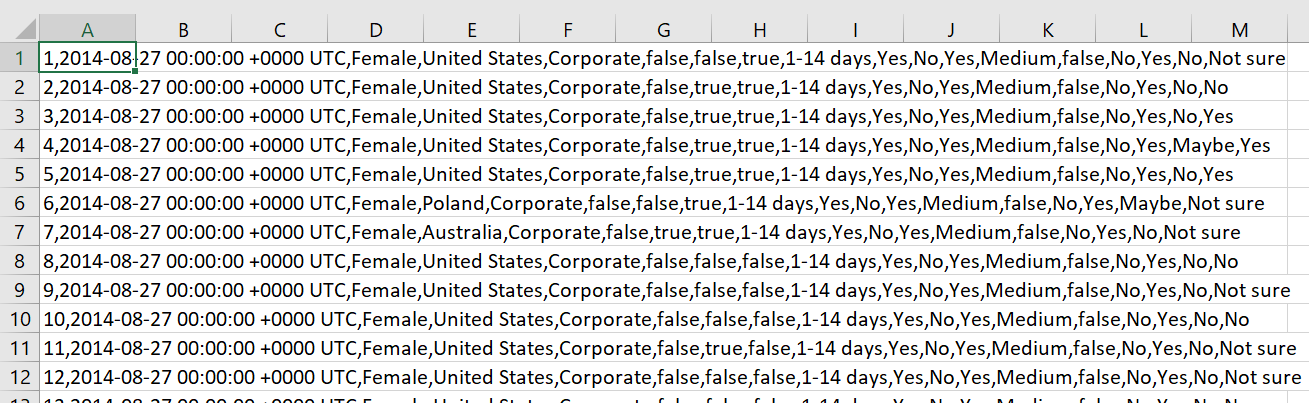 A B C D E F G H I J K L M
1 1,2014-08-27 00:00:00 +0000 UTC,Female,United States,Corporate,false,false,true,1-14 days,Yes,No,Yes,Medium,false,No,Yes,No,Not sure
2 2,2014-08-27 00:00:00 +0000 UTC,Female,United States,Corporate,false,true,true,1-14 days,Yes,No,Yes,Medium,false,No,Yes,No,No
3 3,2014-08-27 00:00:00 +0000 UTC,Female,United States,Corporate,false,true,true,1-14 days,Yes,No,Yes,Medium,false,No,Yes,No,Yes
4 4,2014-08-27 00:00:00 +0000 UTC,Female,United States,Corporate,false,true,true,1-14 days,Yes,No,Yes,Medium,false,No,Yes,Maybe,Yes
5 5,2014-08-27 00:00:00 +0000 UTC,Female,United States,Corporate,false,true,true,1-14 days,Yes,No,Yes,Medium,false,No,Yes,No,Yes
6 6,2014-08-27 00:00:00 +0000 UTC,Female,Poland,Corporate,false,false,true,1-14 days,Yes,No,Yes,Medium,false,No,Yes,Maybe,Not sure
7 7,2014-08-27 00:00:00 +0000 UTC,Female,Australia,Corporate,false,true,true,1-14 days,Yes,No,Yes,Medium,false,No,Yes,No,Not sure
8 8,2014-08-27 00:00:00 +0000 UTC,Female,United States,Corporate,false,false,false,1-14 days,Yes,No,Yes,Medium,false,No,Yes,No,No
9 9,2014-08-27 00:00:00 +0000 UTC,Female,United States,Corporate,false,false,false,1-14 days,Yes,No,Yes,Medium,false,No,Yes,No,Not sure
10 10,2014-08-27 00:00:00 +0000 UTC,Female,United States,Corporate,false,false,false,1-14 days,Yes,No,Yes,Medium,false,No,Yes,No,No
11 11,2014-08-27 00:00:00 +0000 UTC,Female,United States,Corporate,false,true,false,1-14 days,Yes,No,Yes,Medium,false,No,Yes,No,Not sure
12 12,2014-08-27 00:00:00 +0000 UTC,Female,United States,Corporate,false,false,false,1-14 days,Yes,No,Yes,Medium,false,No,Yes,No,Not sure